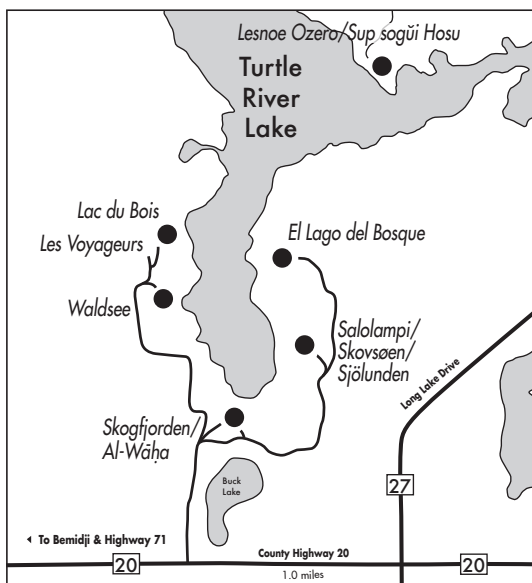 Lesnoe Ozero/Sup sogŭi Hosu
Turtle
River
Lake
Lac du Bois
Les Voyageurs
El Lago del Bosque
Waldsee
Salolampi/
Skovsøen/
Sjölunden
Long Lake Drive
Skogfjorden/
Al-Wāḥa
Buck
Lake
27
To Bemidji & Highway 71
20
County Highway 20
20
1.0 miles